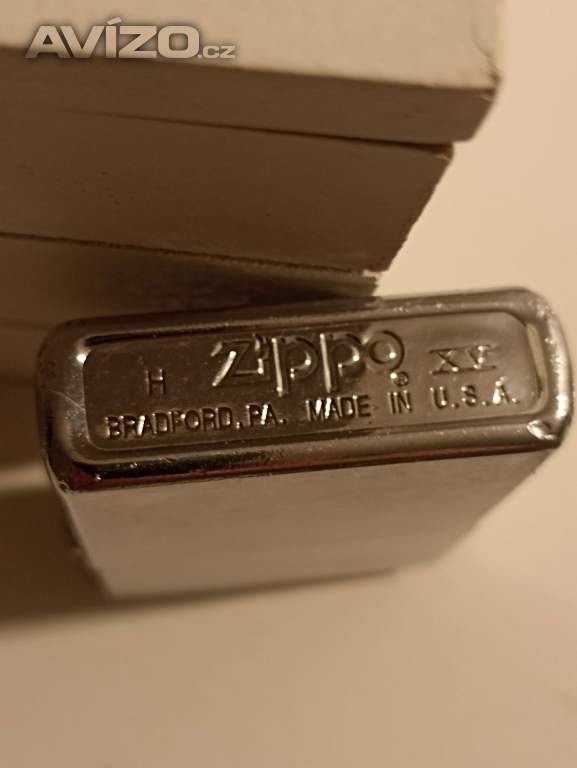 AVÍZO.cz
H Zippo ® XV
BRADFORD, PA. MADE IN U.S.A.